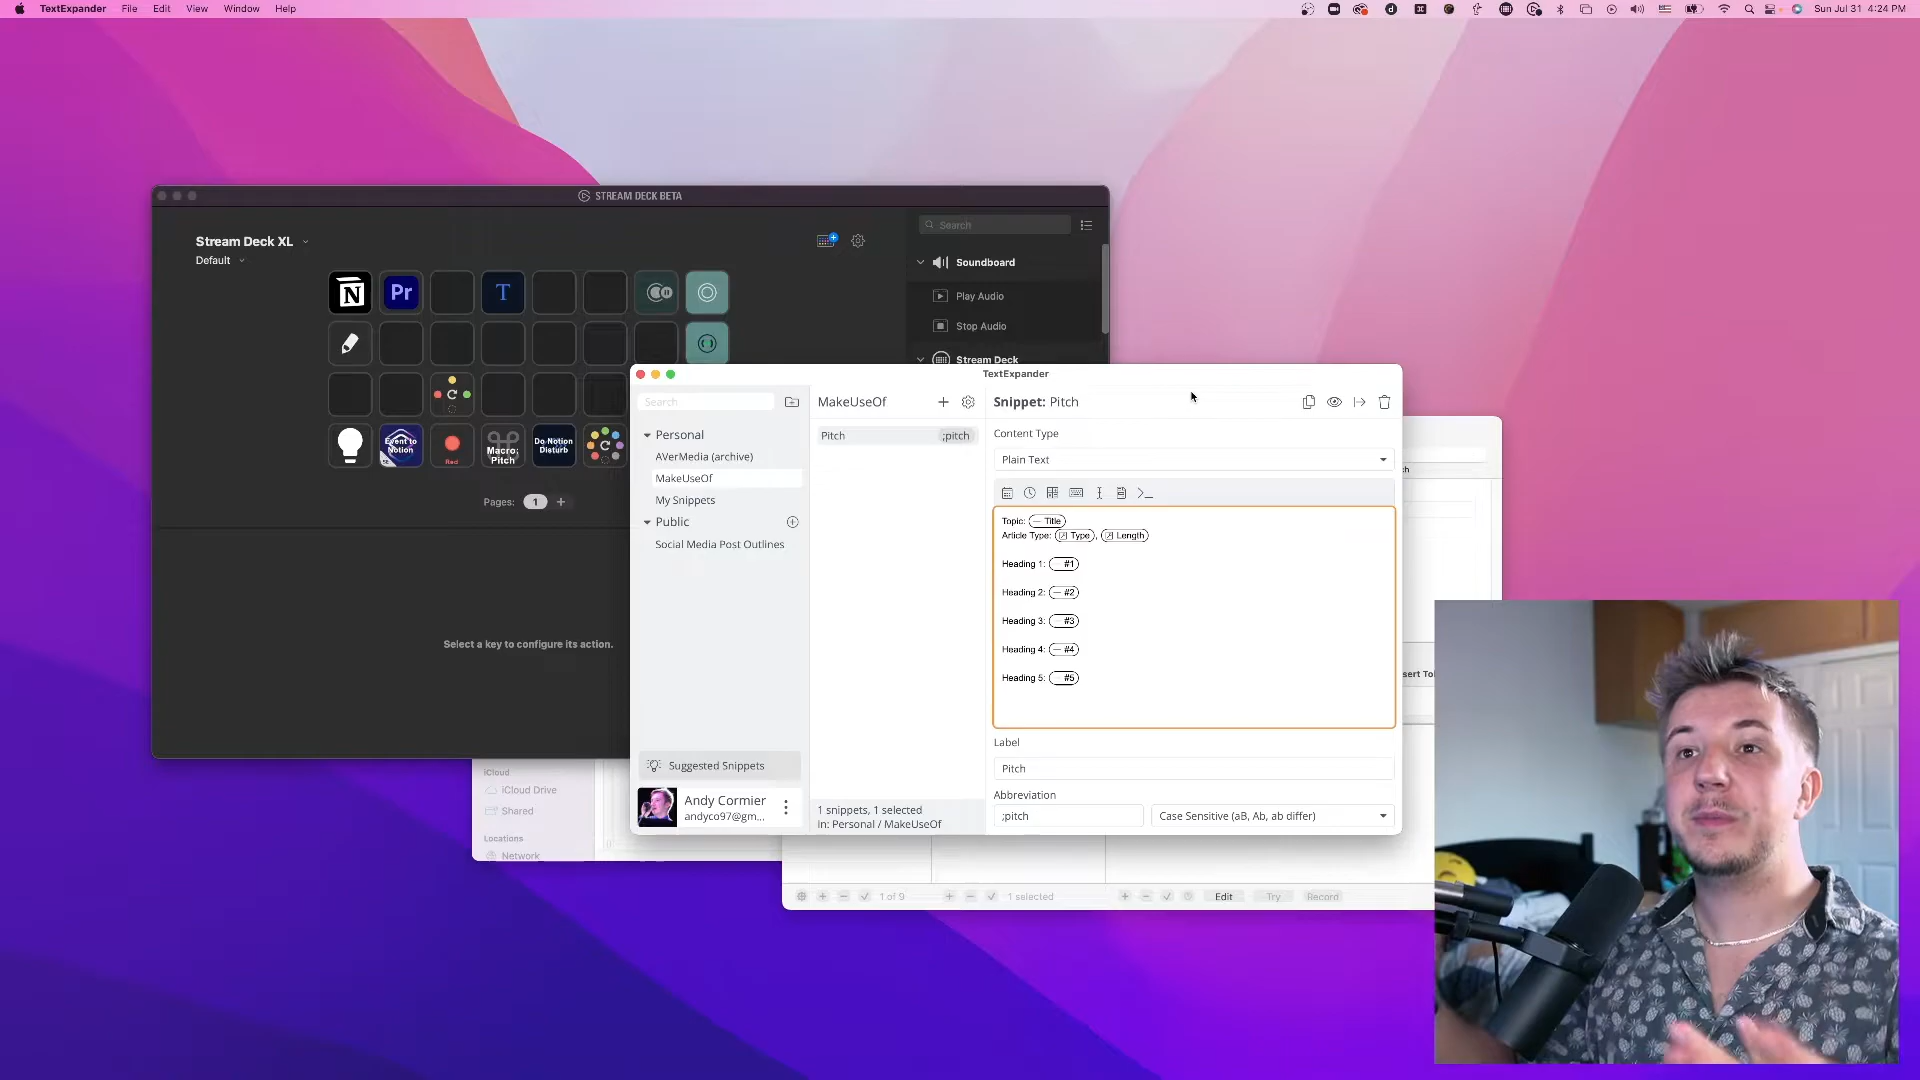 TextExpander File Edit View Window Help
Sun Jul 31 4:24 PM
STREAM DECK BETA
Stream Deck XL
Default
Search
Soundboard
Play Audio
Stop Audio
Stream Deck
N
Pr
T
Event to
Notion
Red
Macro:
Pitch
Do Notion
Disturb
Pages: 1 +
Select a key to configure its action.
TextExpander
Search
Personal
AVerMedia (archive)
MakeUseOf
My Snippets
Public
Social Media Post Outlines
Suggested Snippets
Andy Cormier
andyco97@gm...
MakeUseOf
Pitch ;pitch
1 snippets, 1 selected
In: Personal / MakeUseOf
Snippet: Pitch
Content Type
Plain Text
Topic: Title
Article Type: Type, Length
Heading 1: #1
Heading 2: #2
Heading 3: #3
Heading 4: #4
Heading 5: #5
Label
Pitch
Abbreviation
;pitch
Case Sensitive (aB, Ab, ab differ)
iCloud
iCloud Drive
Shared
Locations
Network
1 of 9
1 selected
Edit
Try
Record